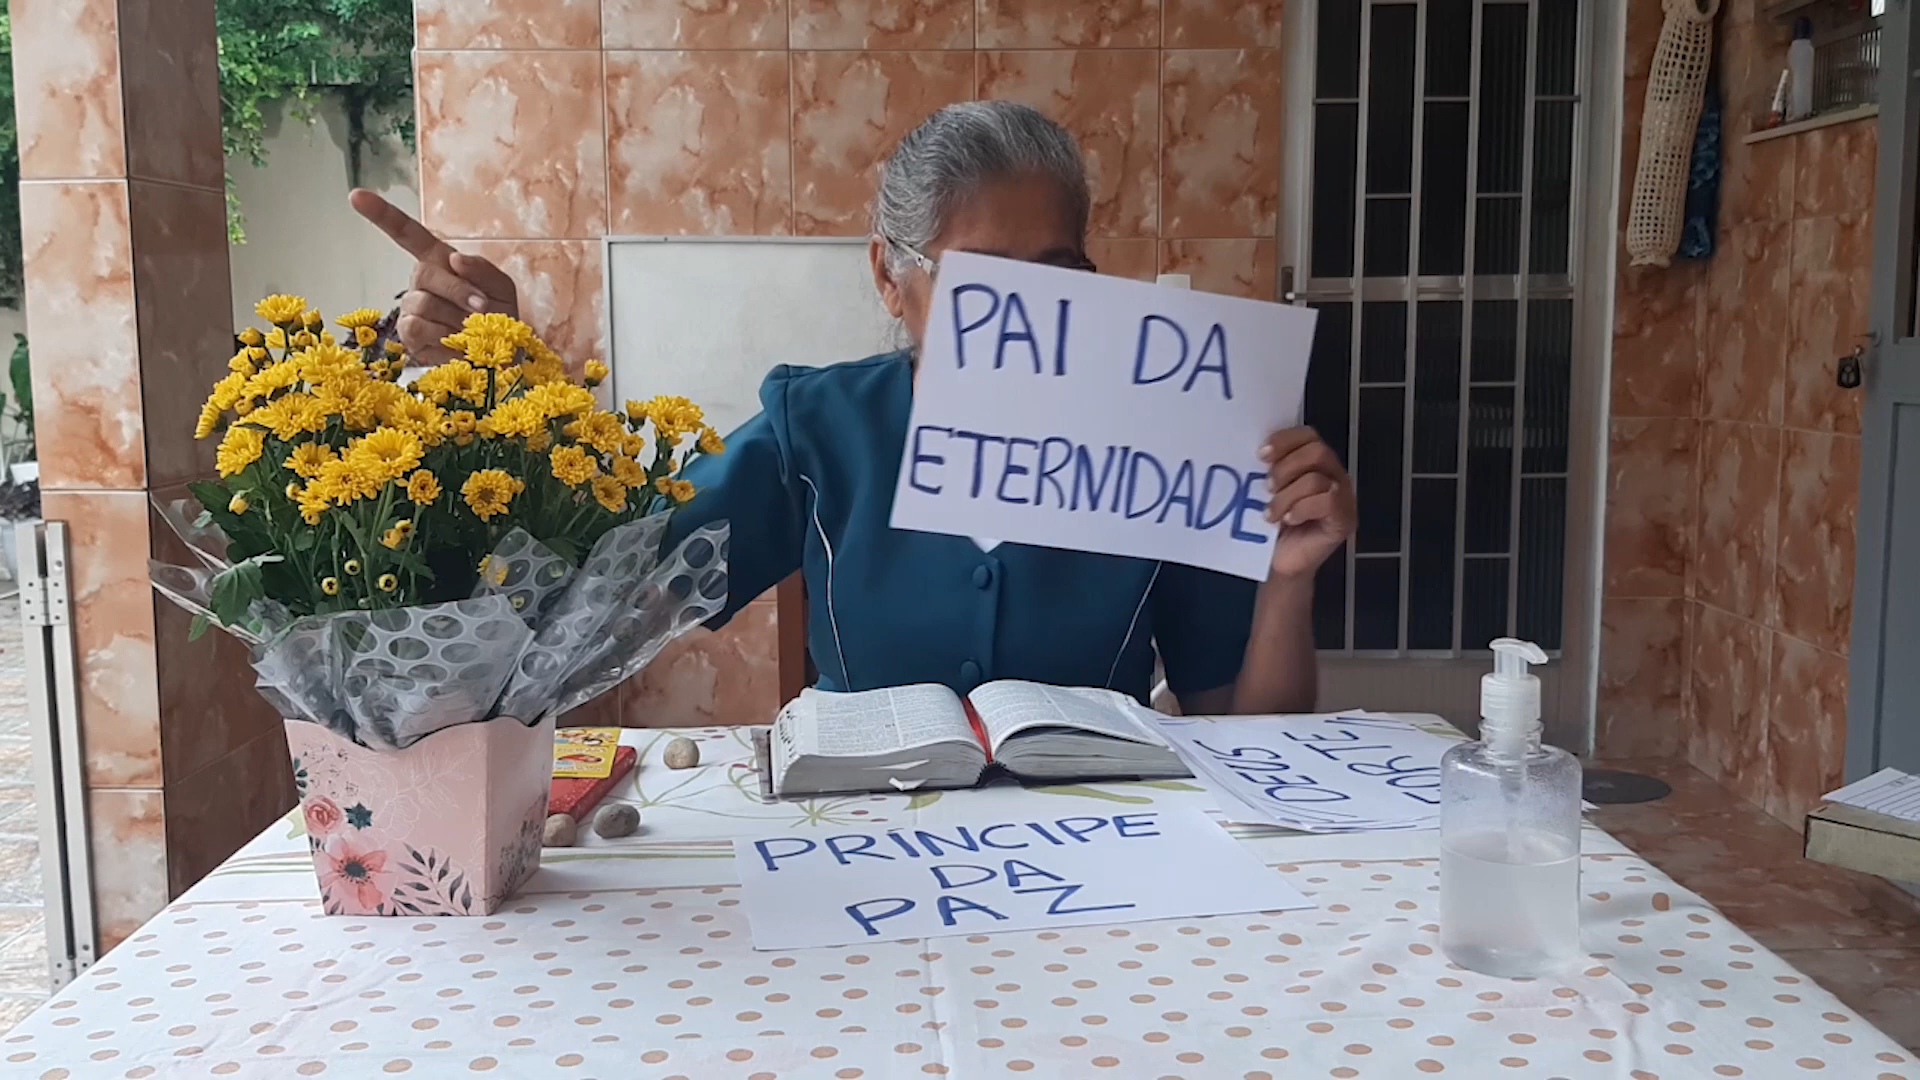 PAI DA
ETERNIDADE
PRÍNCIPE
DA
PAZ
DEUS
FORTE